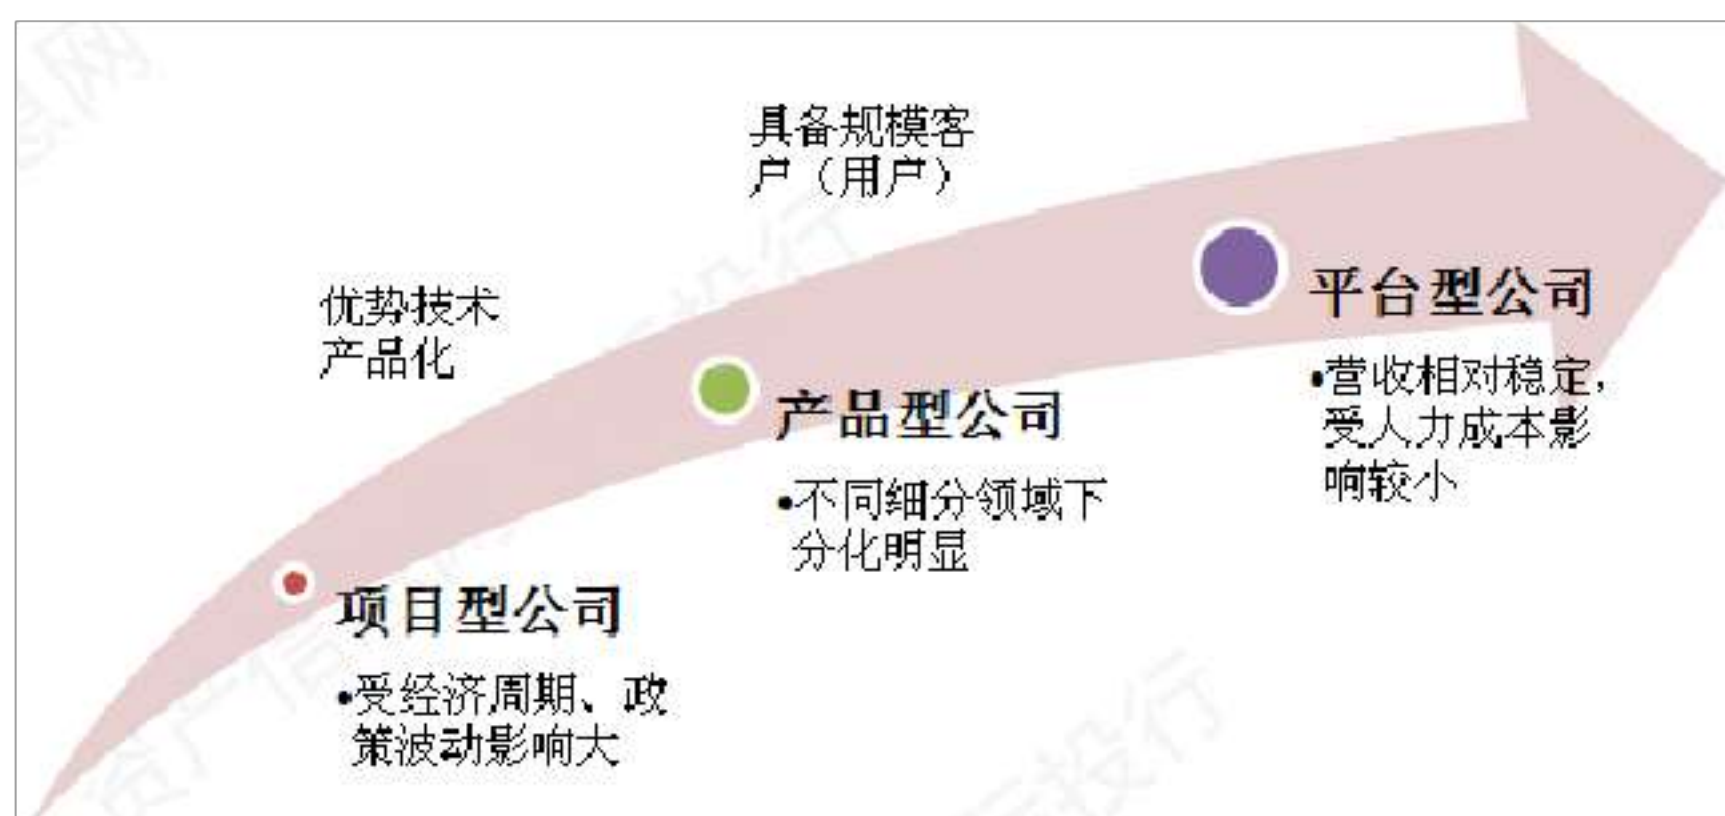 具备规模客
户（用户）
优势技术
产品化
平台型公司
•营收相对稳定，
受人力成本影
响较小
产品型公司
•不同细分领域下
分化明显
项目型公司
•受经济周期、政
策波动影响大